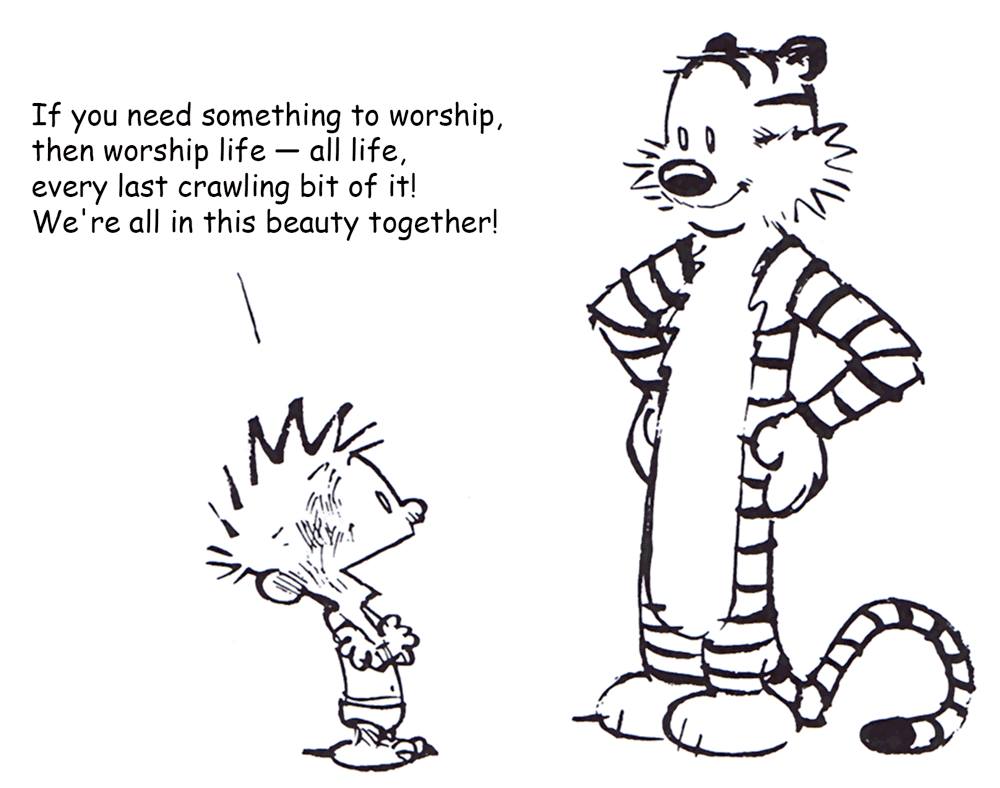 If you need something to worship,
then worship life — all life,
every last crawling bit of it!
We're all in this beauty together!